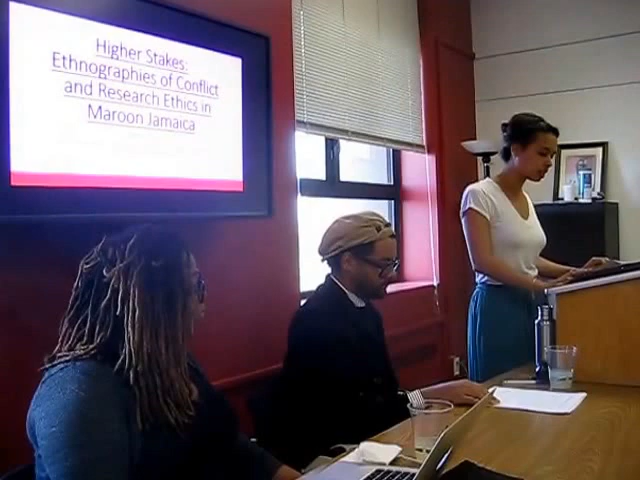 Higher Stakes:
Ethnographies of Conflict
and Research Ethics in
Maroon Jamaica